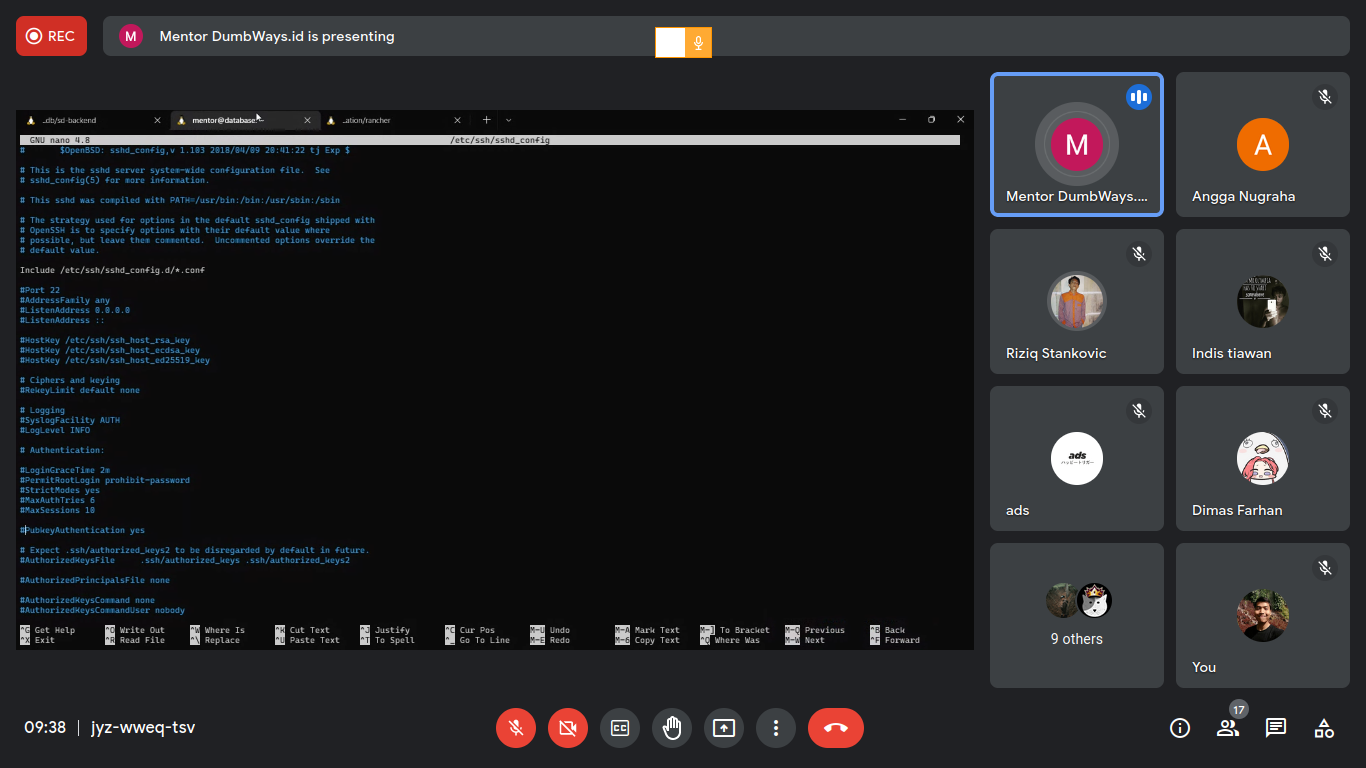 REC
M
Mentor DumbWays.id is presenting
_db/sd-backend
mentor@database: ~
..ation/rancher
GNU nano 4.8 /etc/ssh/sshd_config
# $OpenBSD: sshd_config,v 1.103 2018/04/09 20:41:22 tj Exp $
# This is the sshd server system-wide configuration file. See
# sshd_config(5) for more information.
# This sshd was compiled with PATH=/usr/bin:/bin:/usr/sbin:/sbin
# The strategy used for options in the default sshd_config shipped with
# OpenSSH is to specify options with their default value where
# possible, but leave them commented. Uncommented options override the
# default value.
Include /etc/ssh/sshd_config.d/*.conf
#Port 22
#AddressFamily any
#ListenAddress 0.0.0.0
#ListenAddress ::
#HostKey /etc/ssh/ssh_host_rsa_key
#HostKey /etc/ssh/ssh_host_ecdsa_key
#HostKey /etc/ssh/ssh_host_ed25519_key
# Ciphers and keying
#RekeyLimit default none
# Logging
#SyslogFacility AUTH
#LogLevel INFO
# Authentication:
#LoginGraceTime 2m
#PermitRootLogin prohibit-password
#StrictModes yes
#MaxAuthTries 6
#MaxSessions 10
#PubkeyAuthentication yes
# Expect .ssh/authorized_keys2 to be disregarded by default in future.
#AuthorizedKeysFile .ssh/authorized_keys .ssh/authorized_keys2
#AuthorizedPrincipalsFile none
#AuthorizedKeysCommand none
#AuthorizedKeysCommandUser nobody
^G Get Help ^O Write Out ^W Where Is ^K Cut Text ^J Justify ^C Cur Pos M-U Undo M-A Mark Text M-] To Bracket M-Q Previous ^B Back
^X Exit ^R Read File ^\ Replace ^U Paste Text ^T To Spell ^_ Go To Line M-E Redo M-6 Copy Text ^Q Where Was M-W Next ^F Forward
M
Mentor DumbWays....
A
Angga Nugraha
Riziq Stankovic
Indis tiawan
ads
ads
Dimas Farhan
9 others
You
09:38 | jyz-wweq-tsv
CC
17